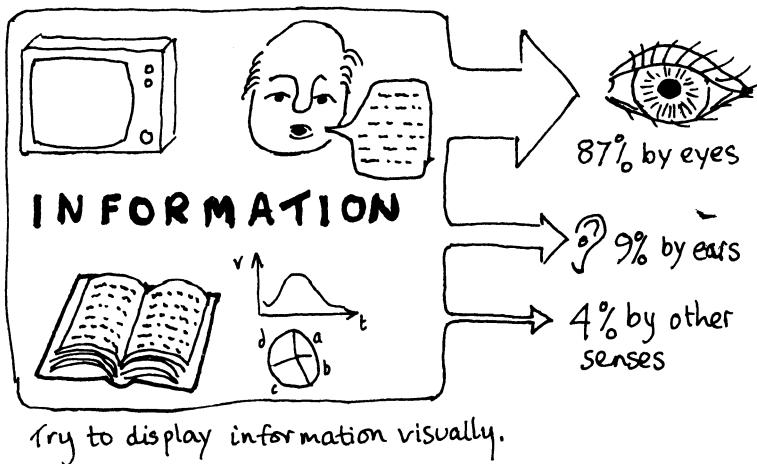 INFORMATION
v
t
d
a
b
c
87% by eyes
9% by ears
4% by other
senses
Try to display information visually.